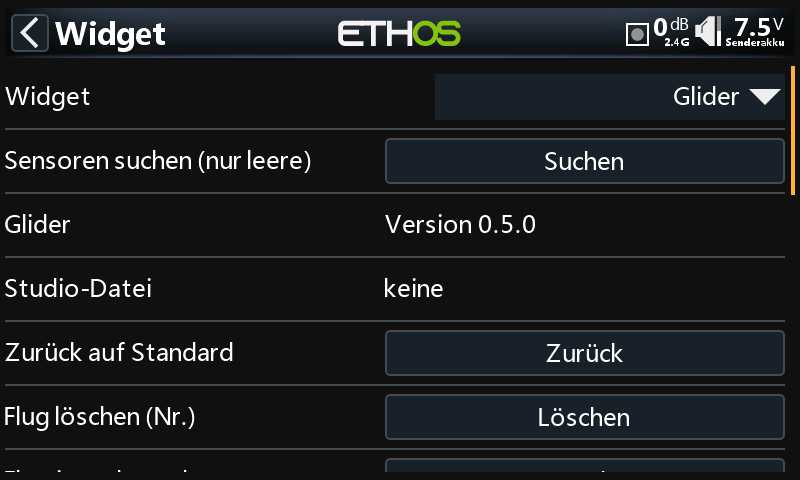 Widget
ETHOS
0 dB
2.4G
7.5V
Senderakku
Widget
Glider
Sensoren suchen (nur leere)
Suchen
Glider
Version 0.5.0
Studio-Datei
keine
Zurück auf Standard
Zurück
Flug löschen (Nr.)
Löschen